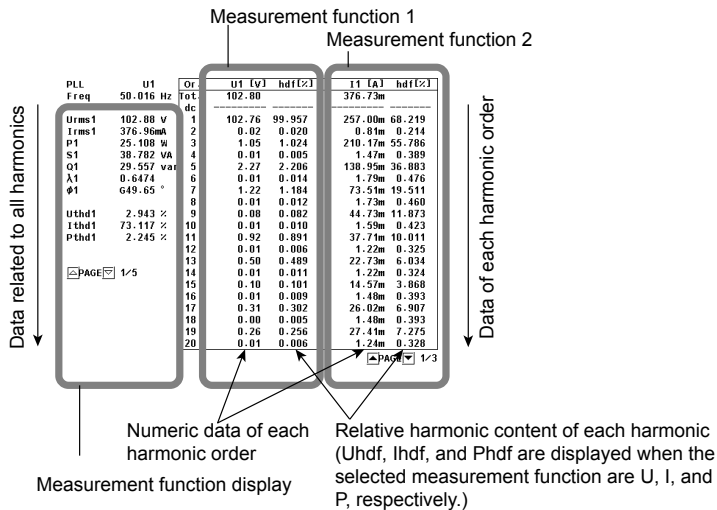 Measurement function 1
Measurement function 2
PLL U1 Or. U1 [V] hdf[%] I1 [A] hdf[%]
Freq 50.016 Hz Tot. 102.80 376.73m
dc ------- ------- ------- -------
Urms1 102.88 V 1 102.76 99.957 257.00m 68.219
Irms1 376.96mA 2 0.02 0.020 0.81m 0.214
P1 25.108 W 3 1.05 1.024 210.17m 55.786
S1 38.782 VA 4 0.01 0.005 1.47m 0.389
Q1 29.557 var 5 2.27 2.206 138.95m 36.883
λ1 0.6474 6 0.01 0.014 1.79m 0.476
ϕ1 G49.65 ° 7 1.22 1.184 73.51m 19.511
8 0.01 0.012 1.73m 0.460
Uthd1 2.943 % 9 0.08 0.082 44.73m 11.873
Ithd1 73.117 % 10 0.01 0.010 1.59m 0.423
Pthd1 2.245 % 11 0.92 0.891 37.71m 10.011
12 0.01 0.006 1.22m 0.325
13 0.50 0.489 22.73m 6.034
△PAGE▽ 1/5 14 0.01 0.011 1.22m 0.324
15 0.10 0.101 14.57m 3.868
16 0.01 0.009 1.48m 0.393
17 0.31 0.302 26.02m 6.907
18 0.00 0.005 1.48m 0.393
19 0.26 0.256 27.41m 7.275
20 0.01 0.006 1.24m 0.328
▲PAGE▼ 1/3
Data related to all harmonics
Data of each harmonic order
Numeric data of each
harmonic order
Measurement function display
Relative harmonic content of each harmonic
(Uhdf, Ihdf, and Phdf are displayed when the
selected measurement function are U, I, and
P, respectively.)